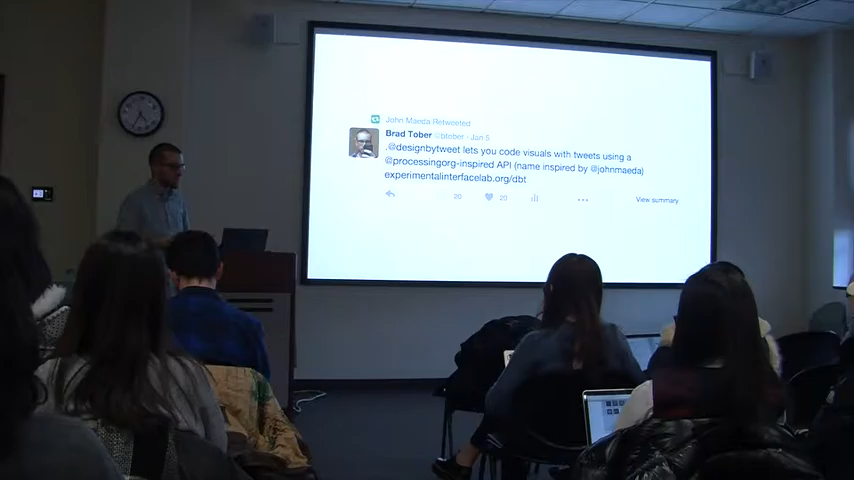 John Maeda Retweeted
Brad Tober @btober · Jan 5
.@designbytweet lets you code visuals with tweets using a
@processingorg-inspired API (name inspired by @johnmaeda)
experimentalinterfacelab.org/dbt
20 20 View summary